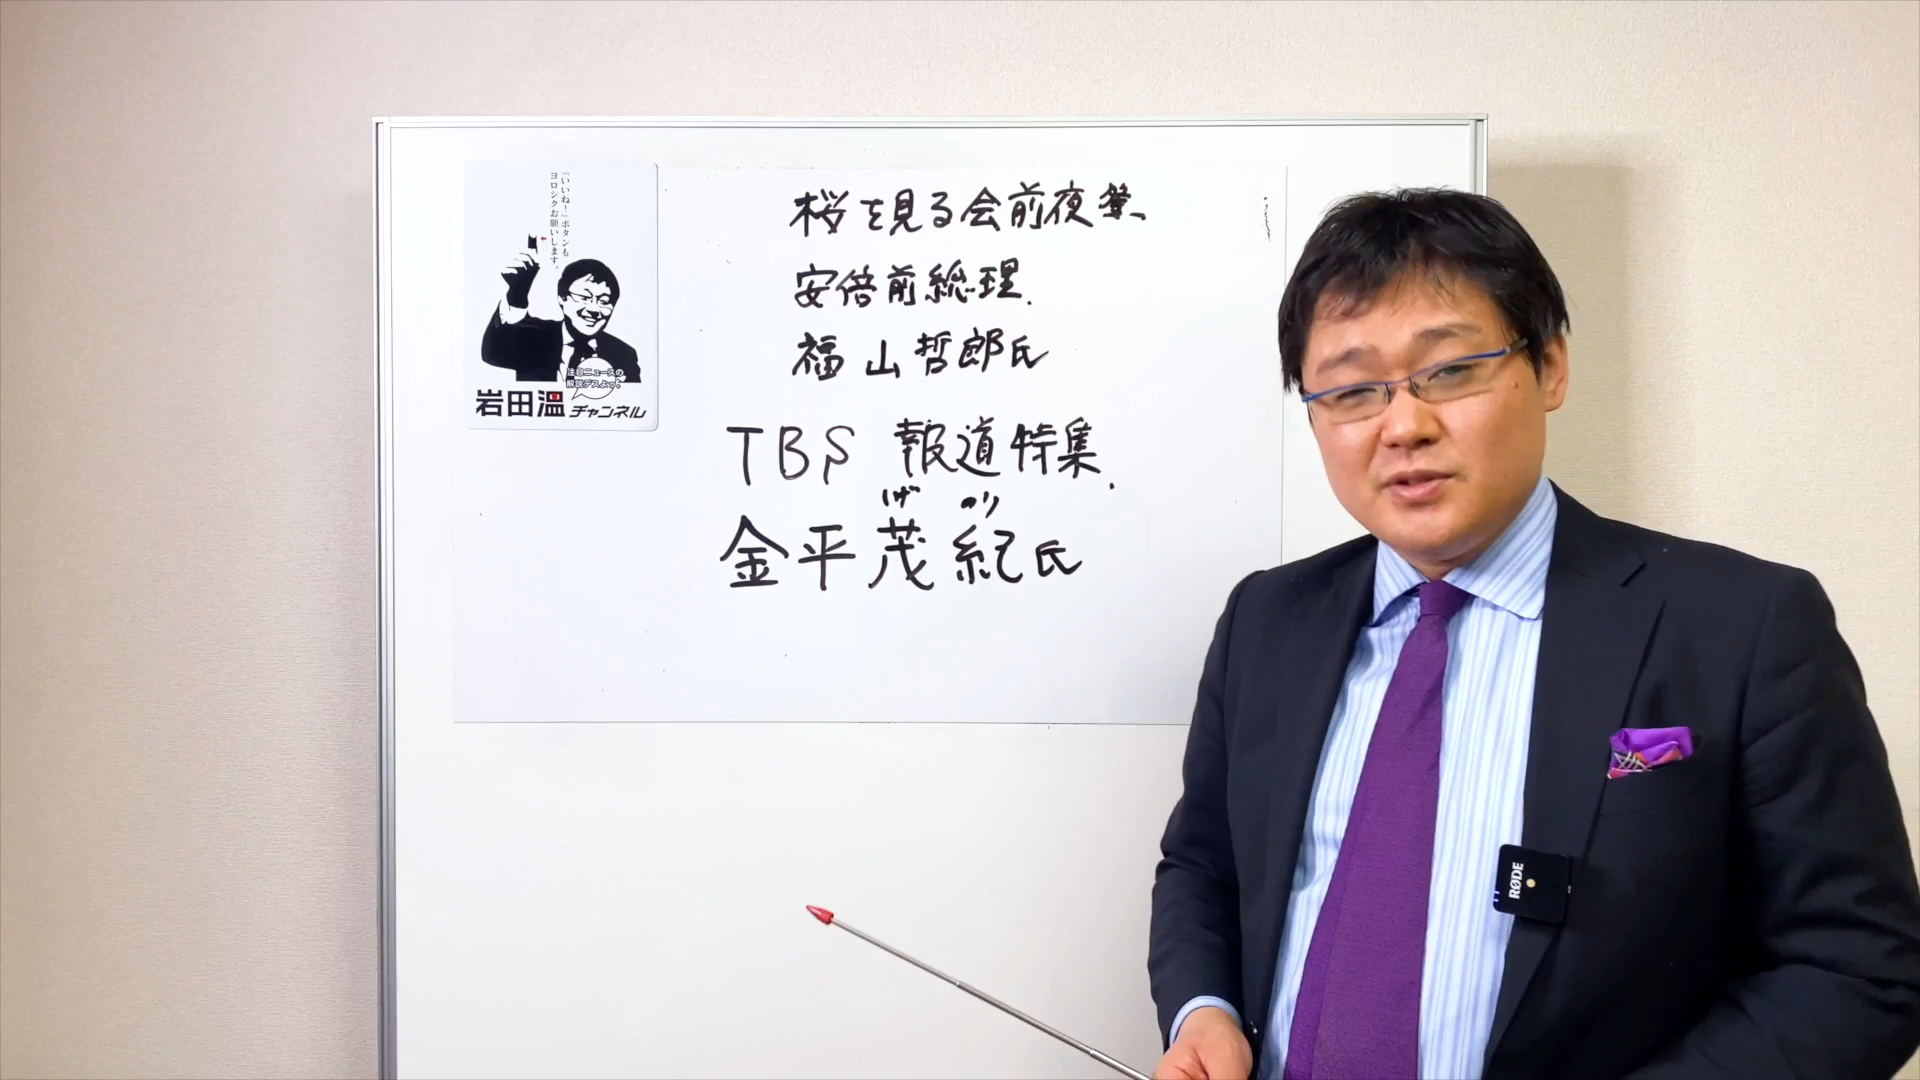 「いいね！」ボタンも
ヨロシクお願いします。
注目ニュースの
解説デスよっ！
岩田温チャンネル
桜を見る会前夜祭、
安倍前総理.
福山哲郎氏
TBS 報道特集.
げ のり
金平茂紀氏
RØDE